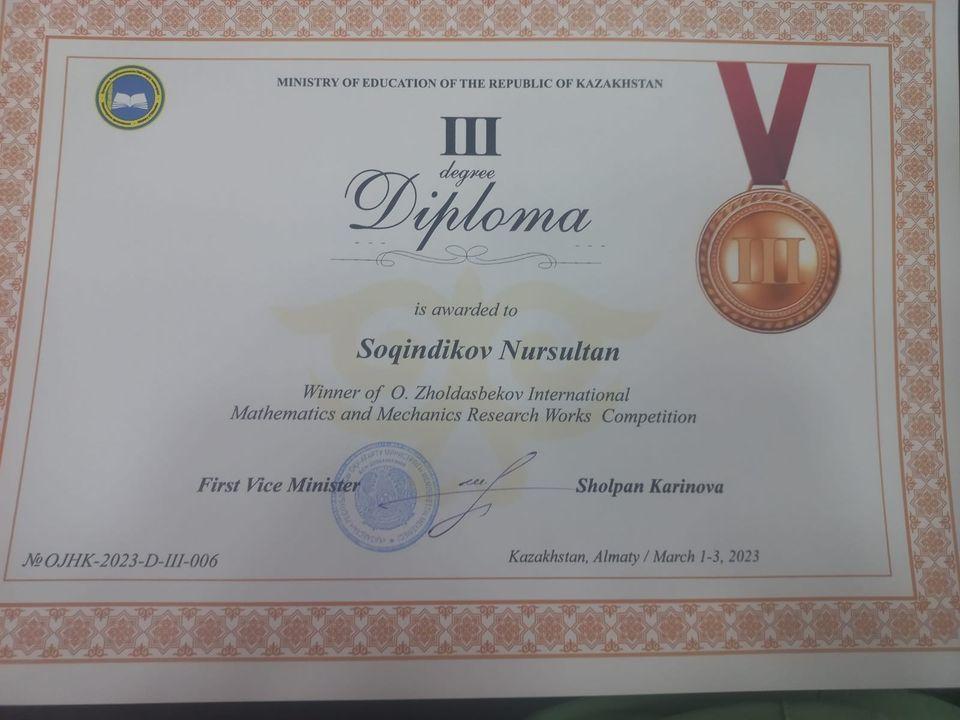 MINISTRY OF EDUCATION OF THE REPUBLIC OF KAZAKHSTAN
III
degree
Diploma
III
is awarded to
Soqindikov Nursultan
Winner of O. Zholdasbekov International
Mathematics and Mechanics Research Works Competition
First Vice Minister
Sholpan Karinova
№OJHK-2023-D-III-006
Kazakhstan, Almaty / March 1-3, 2023